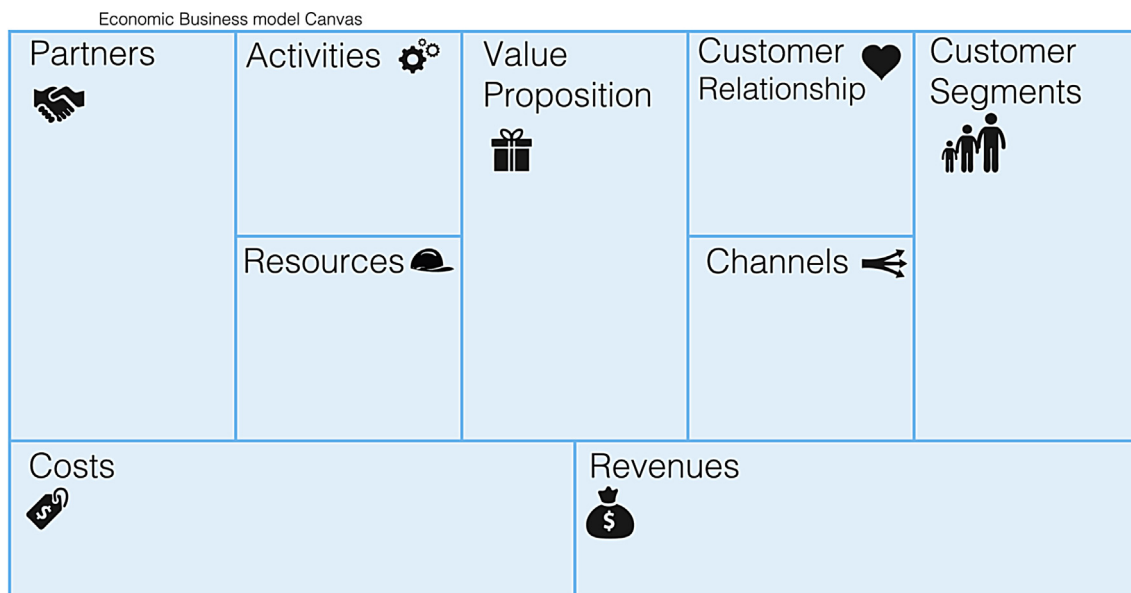 Economic Business model Canvas
Partners
Activities
Value
Proposition
Customer
Relationship
Customer
Segments
Resources
Channels
Costs
$
Revenues
$